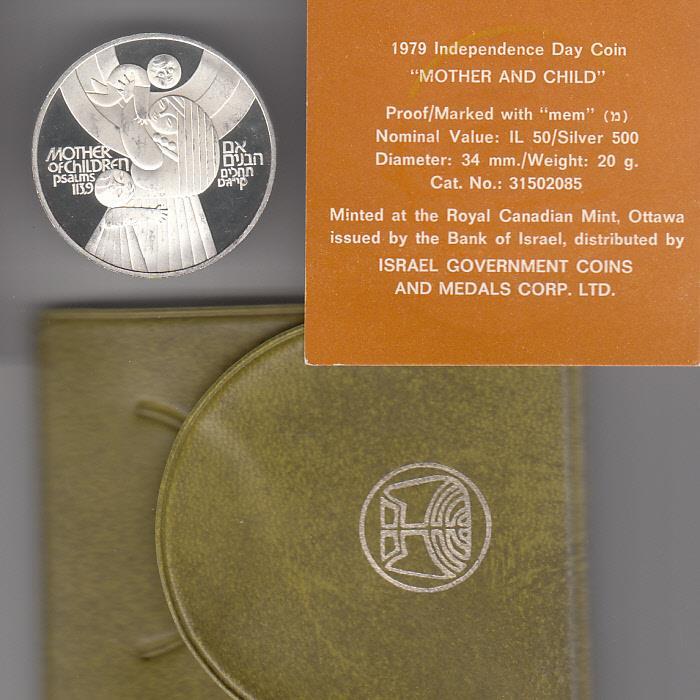 MOTHER
OF CHILDREN
psalms
113,9
אם
הבנים
תהלים
קי״ג ט
1979 Independence Day Coin
“MOTHER AND CHILD”
Proof/Marked with “mem” (מ)
Nominal Value: IL 50/Silver 500
Diameter: 34 mm./Weight: 20 g.
Cat. No.: 31502085
Minted at the Royal Canadian Mint, Ottawa
issued by the Bank of Israel, distributed by
ISRAEL GOVERNMENT COINS
AND MEDALS CORP. LTD.